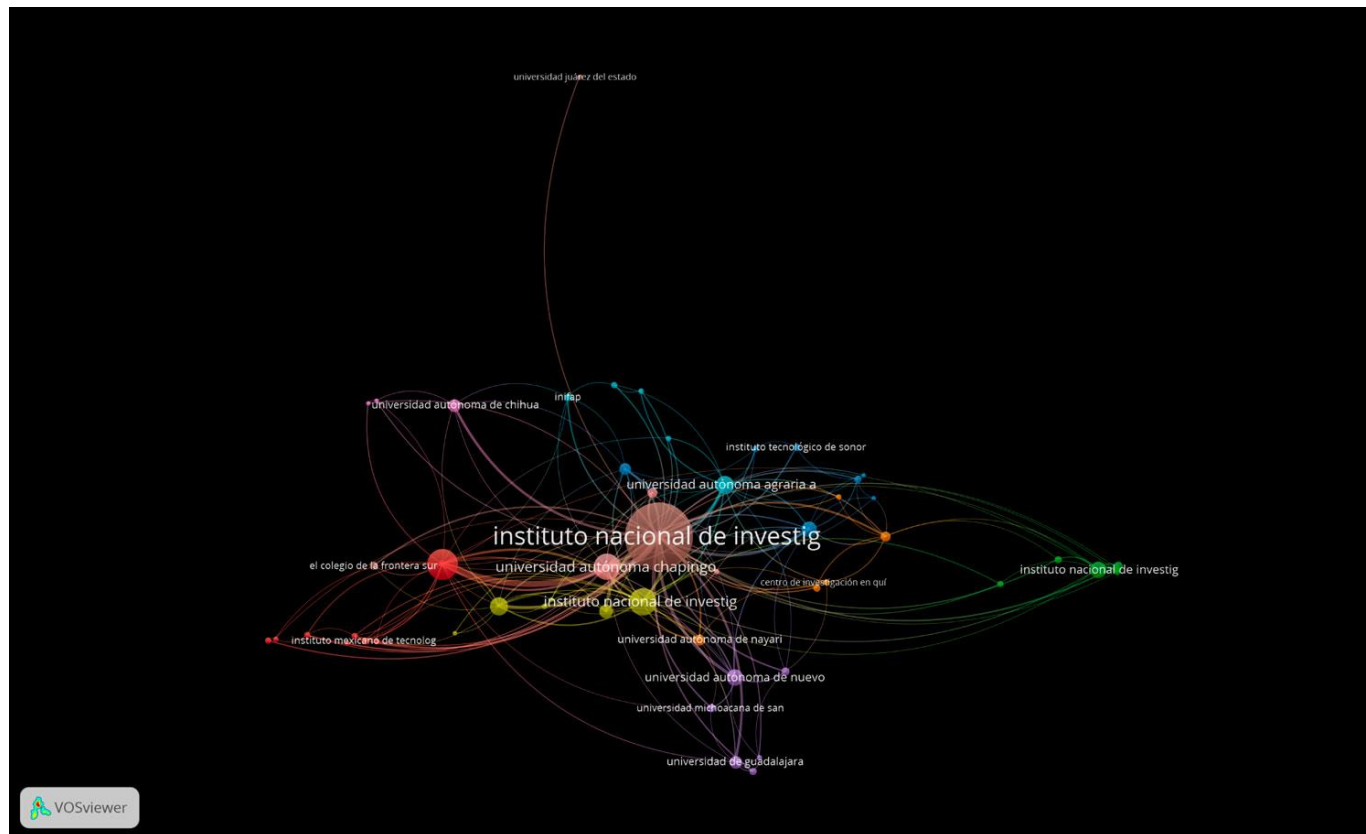 universidad juárez del estado
universidad autónoma de chihua
inifap
instituto tecnológico de sonor
universidad autónoma agraria a
instituto nacional de investig
el colegio de la frontera sur
universidad autónoma chapingo
instituto nacional de investig
centro de investigación en quí
instituto nacional de investig
instituto mexicano de tecnolog
universidad autónoma de nayari
universidad autónoma de nuevo
universidad michoacana de san
universidad de guadalajara
VOSviewer